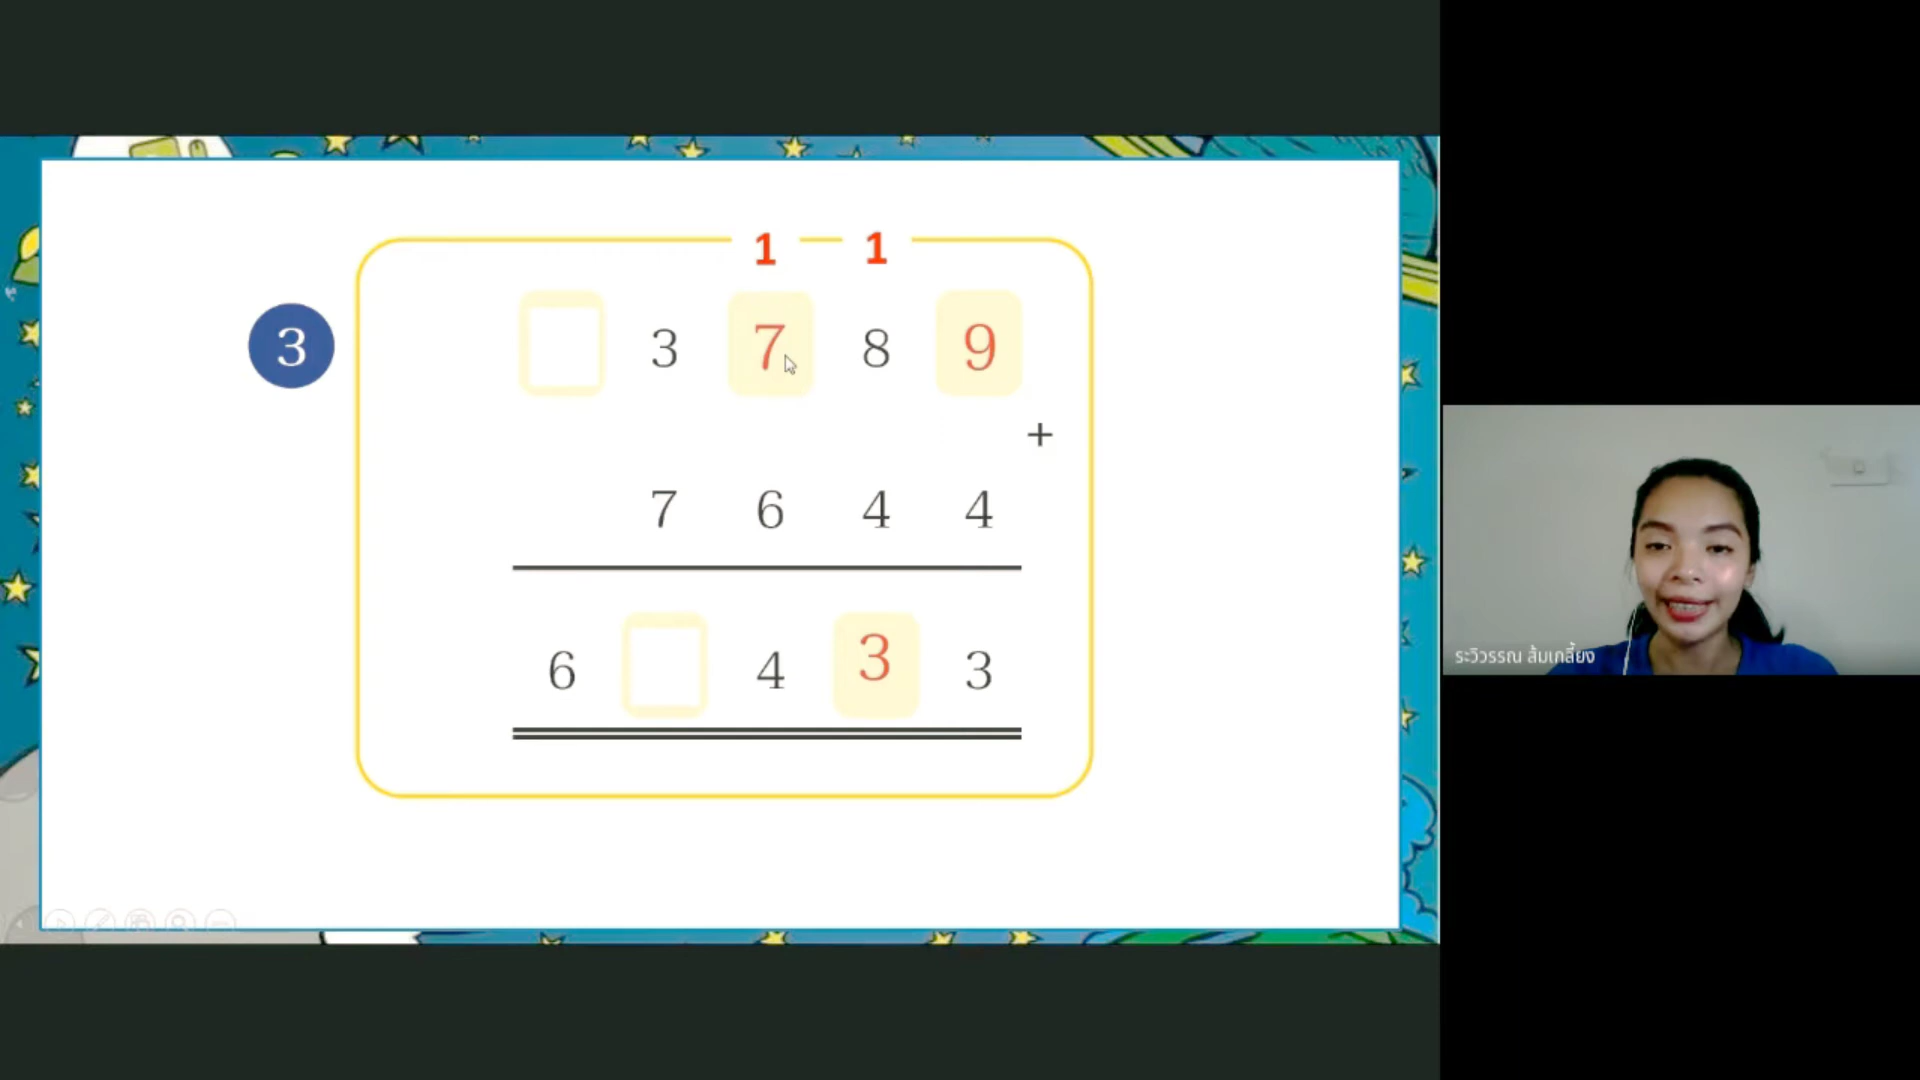 1 1
3
3 7 8 9
+
7 6 4 4
6 4 3 3
ระวิวรรณ ส้มเกลี้ยง